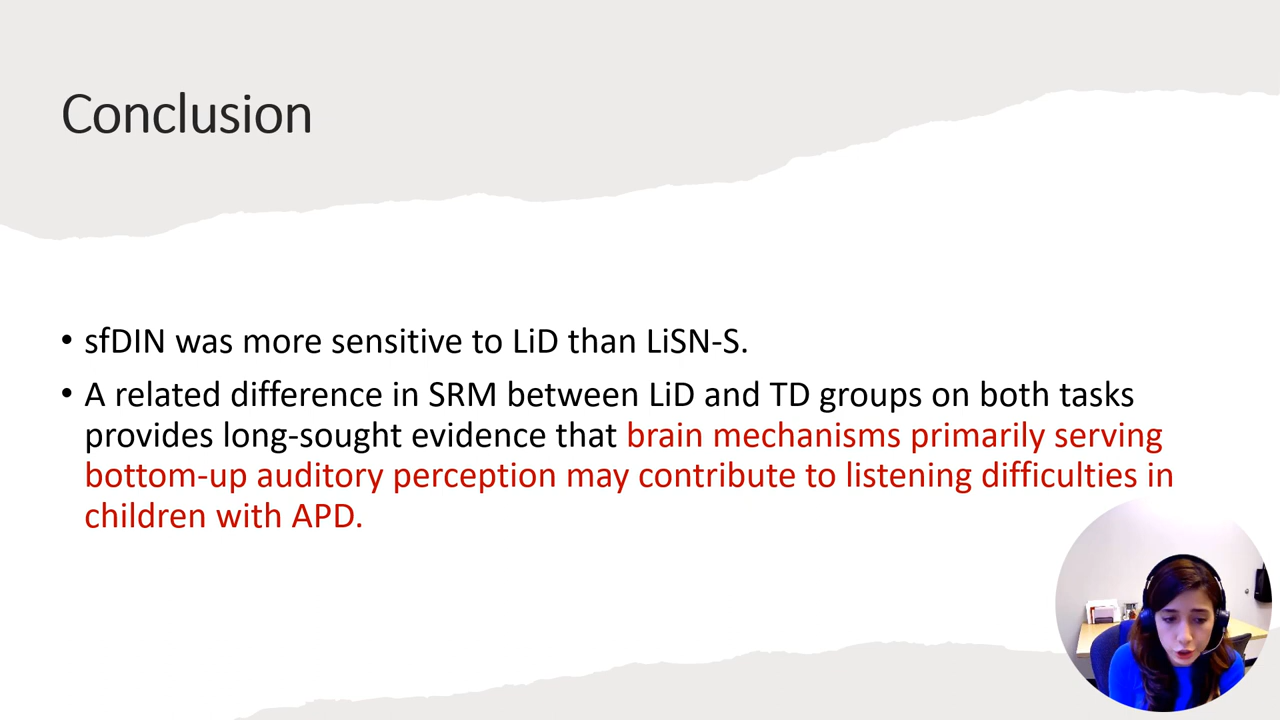 Conclusion
• sfDIN was more sensitive to LiD than LiSN-S.
• A related difference in SRM between LiD and TD groups on both tasks
provides long-sought evidence that brain mechanisms primarily serving
bottom-up auditory perception may contribute to listening difficulties in
children with APD.